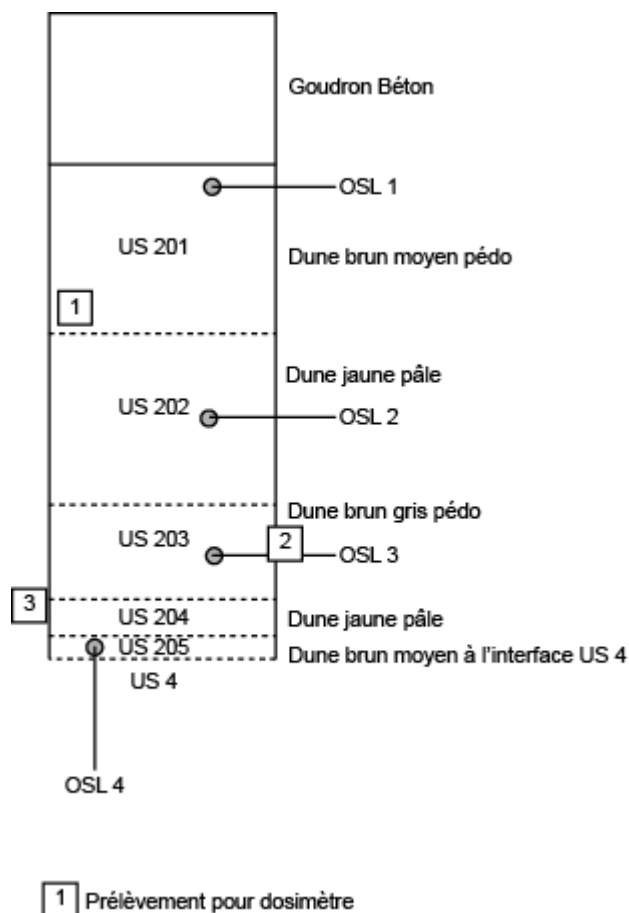 Goudron Béton
OSL 1
US 201
Dune brun moyen pédo
1
Dune jaune pâle
US 202
OSL 2
Dune brun gris pédo
US 203
2
OSL 3
3
US 204
Dune jaune pâle
US 205
Dune brun moyen à l'interface US 4
US 4
OSL 4
1 Prélèvement pour dosimètre